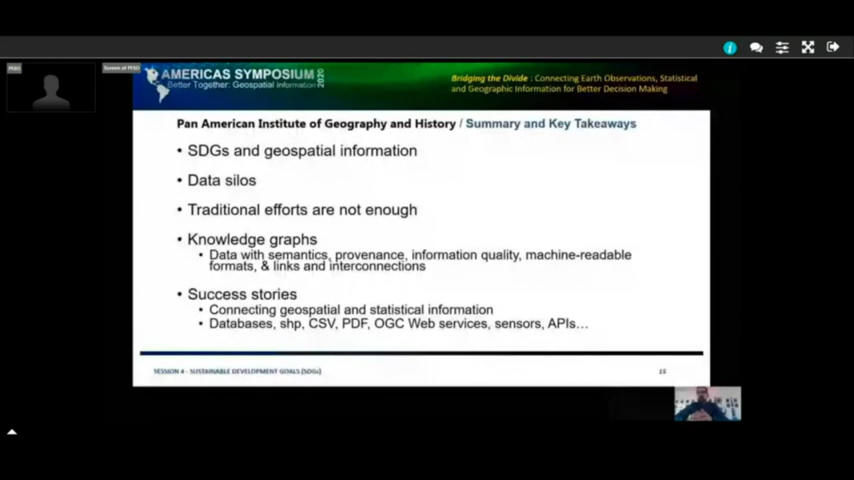 AMERICAS SYMPOSIUM 2020
Better Together: Geospatial Information
Bridging the Divide : Connecting Earth Observations, Statistical
and Geographic Information for Better Decision Making
Pan American Institute of Geography and History / Summary and Key Takeaways
• SDGs and geospatial information
• Data silos
• Traditional efforts are not enough
• Knowledge graphs
• Data with semantics, provenance, information quality, machine-readable
formats, & links and interconnections
• Success stories
• Connecting geospatial and statistical information
• Databases, shp, CSV, PDF, OGC Web services, sensors, APIs...
SESSION 4 - SUSTAINABLE DEVELOPMENT GOALS (SDGs)
15